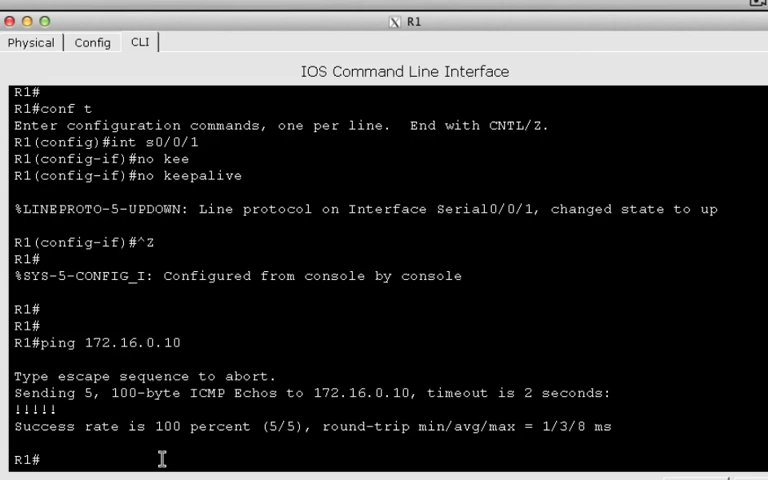 R1
Physical
Config
CLI
IOS Command Line Interface
R1#
R1#conf t
Enter configuration commands, one per line. End with CNTL/Z.
R1(config)#int s0/0/1
R1(config-if)#no kee
R1(config-if)#no keepalive
%LINEPROTO-5-UPDOWN: Line protocol on Interface Serial0/0/1, changed state to up
R1(config-if)#^Z
R1#
%SYS-5-CONFIG_I: Configured from console by console
R1#
R1#
R1#ping 172.16.0.10
Type escape sequence to abort.
Sending 5, 100-byte ICMP Echos to 172.16.0.10, timeout is 2 seconds:
!!!!!
Success rate is 100 percent (5/5), round-trip min/avg/max = 1/3/8 ms
R1#